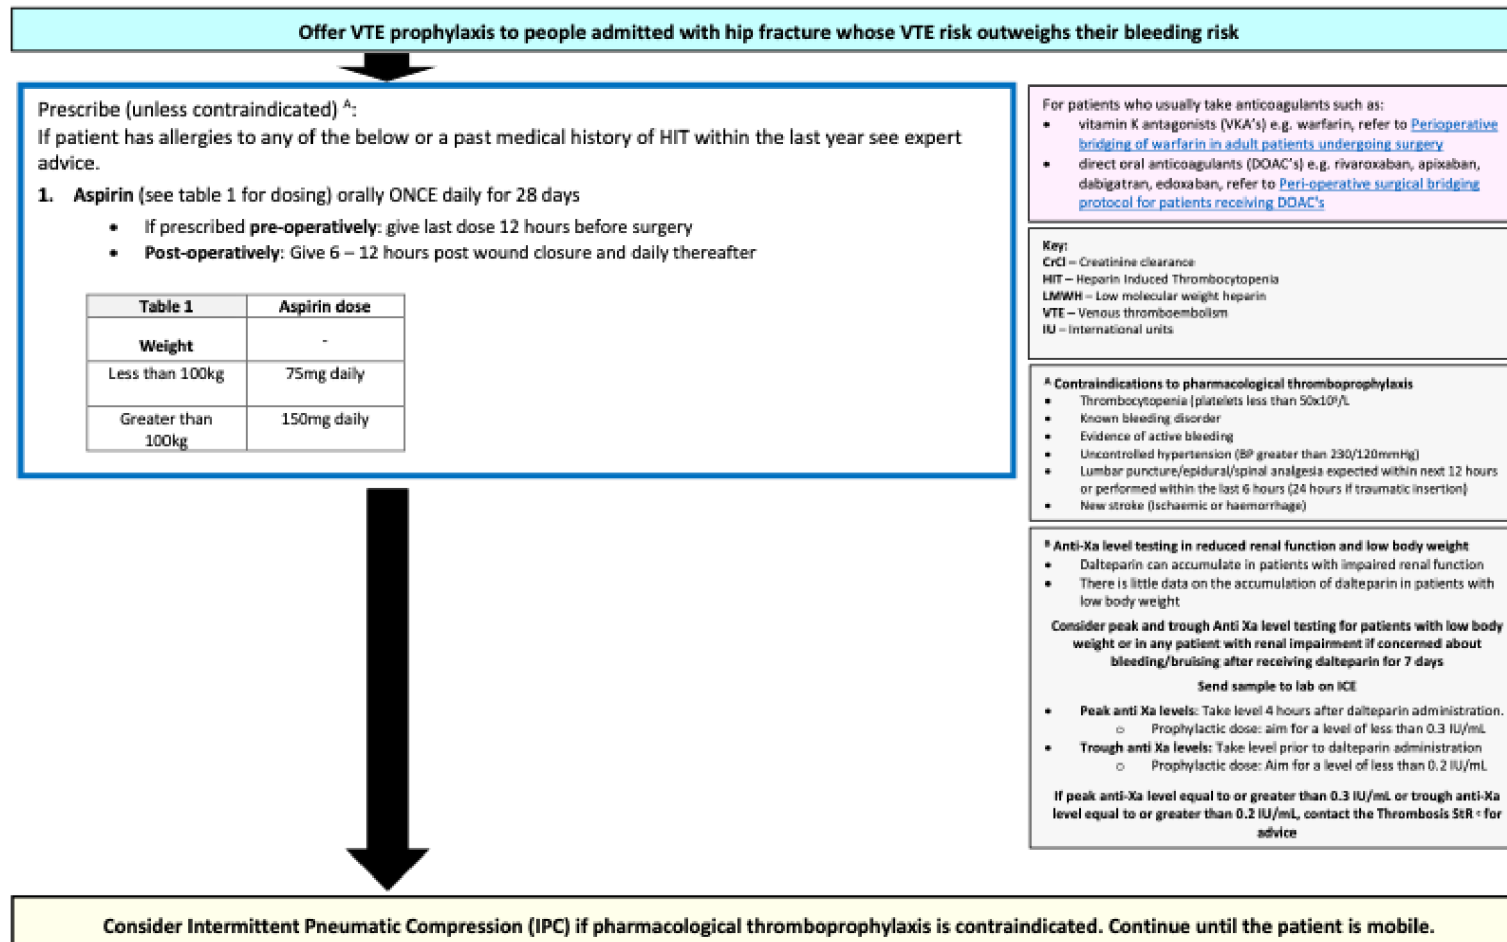 Offer VTE prophylaxis to people admitted with hip fracture whose VTE risk outweighs their bleeding risk
Prescribe (unless contraindicated) A:
If patient has allergies to any of the below or a past medical history of HIT within the last year see expert
advice.
1. Aspirin (see table 1 for dosing) orally ONCE daily for 28 days
• If prescribed pre-operatively: give last dose 12 hours before surgery
• Post-operatively: Give 6 – 12 hours post wound closure and daily thereafter
Table 1 Aspirin dose
Weight -
Less than 100kg 75mg daily
Greater than 150mg daily
100kg
For patients who usually take anticoagulants such as:
• vitamin K antagonists (VKA's) e.g. warfarin, refer to Perioperative
bridging of warfarin in adult patients undergoing surgery
• direct oral anticoagulants (DOAC's) e.g. rivaroxaban, apixaban,
dabigatran, edoxaban, refer to Peri-operative surgical bridging
protocol for patients receiving DOAC's
Key:
CrCl – Creatinine clearance
HIT – Heparin Induced Thrombocytopenia
LMWH – Low molecular weight heparin
VTE – Venous thromboembolism
IU – International units
A Contraindications to pharmacological thromboprophylaxis
• Thrombocytopenia (platelets less than 50x10⁹/L
• Known bleeding disorder
• Evidence of active bleeding
• Uncontrolled hypertension (BP greater than 230/120mmHg)
• Lumbar puncture/epidural/spinal analgesia expected within next 12 hours
or performed within the last 6 hours (24 hours if traumatic insertion)
• New stroke (Ischaemic or haemorrhage)
B Anti-Xa level testing in reduced renal function and low body weight
• Dalteparin can accumulate in patients with impaired renal function
• There is little data on the accumulation of dalteparin in patients with
low body weight
Consider peak and trough Anti Xa level testing for patients with low body
weight or in any patient with renal impairment if concerned about
bleeding/bruising after receiving dalteparin for 7 days
Send sample to lab on ICE
• Peak anti Xa levels: Take level 4 hours after dalteparin administration.
o Prophylactic dose: aim for a level of less than 0.3 IU/mL
• Trough anti Xa levels: Take level prior to dalteparin administration
o Prophylactic dose: Aim for a level of less than 0.2 IU/mL
If peak anti-Xa level equal to or greater than 0.3 IU/mL or trough anti-Xa
level equal to or greater than 0.2 IU/mL, contact the Thrombosis StR c for
advice
Consider Intermittent Pneumatic Compression (IPC) if pharmacological thromboprophylaxis is contraindicated. Continue until the patient is mobile.